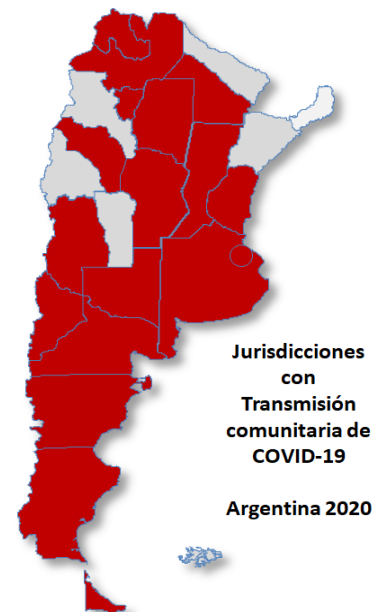 Jurisdicciones
con
Transmisión
comunitaria de
COVID-19
Argentina 2020